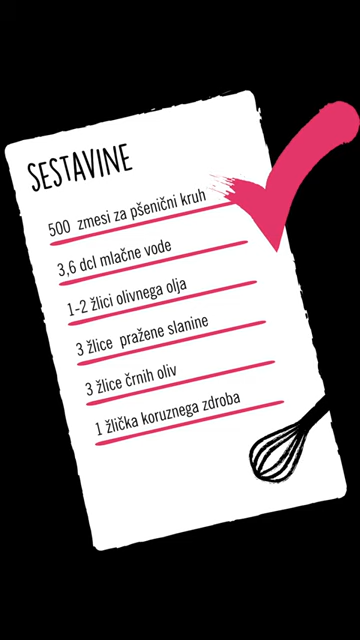 SESTAVINE
500 zmesi za pšenični kruh
3,6 dcl mlačne vode
1-2 žlici olivnega olja
3 žlice pražene slanine
3 žlice črnih oliv
1 žlička koruznega zdroba